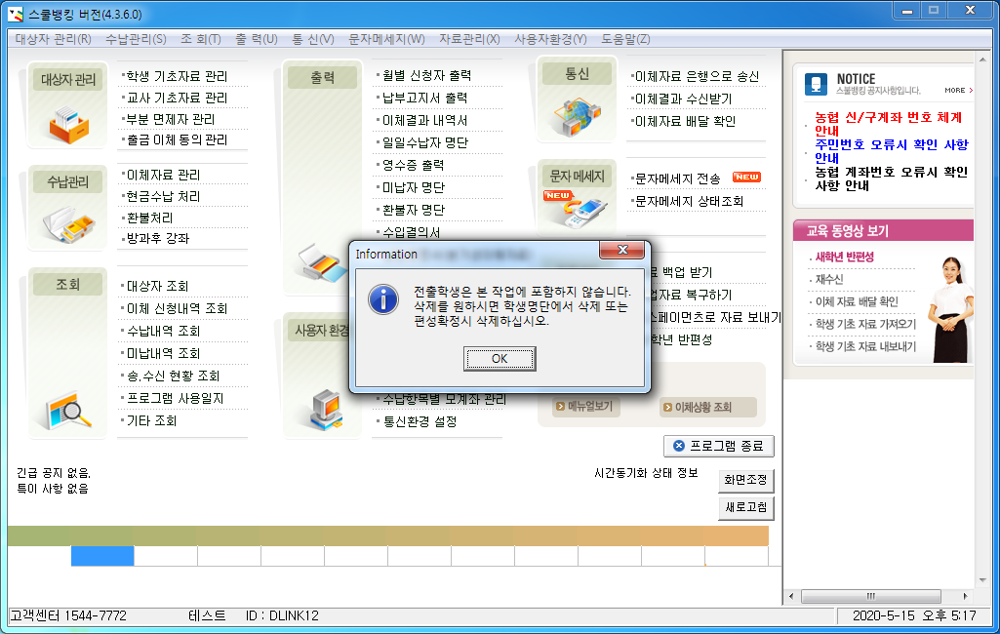 스쿨뱅킹 버전(4.3.6.0)
대상자 관리(R) 수납관리(S) 조 회(T) 출 력(U) 통 신(V) 문자메세지(W) 자료관리(X) 사용자환경(Y) 도움말(Z)
대상자 관리
·학생 기초자료 관리
·교사 기초자료 관리
·부분 면제자 관리
·출금 이체 동의 관리
수납관리
·이체자료 관리
·현금수납 처리
·환불처리
·방과후 강좌
조 회
·대상자 조회
·이체 신청내역 조회
·수납내역 조회
·미납내역 조회
·송.수신 현황 조회
·프로그램 사용일지
·기타 조회
출력
·월별 신청자 출력
·납부고지서 출력
·이체결과 내역서
·일일수납자 명단
·영수증 출력
·미납자 명단
·환불자 명단
·수입결의서
사용자 환경
·수납항목별 모계좌 관리
·통신환경 설정
통신
·이체자료 은행으로 송신
·이체결과 수신받기
·이체자료 배달 확인
문자 메세지
NEW
·문자메세지 전송 NEW
·문자메세지 상태조회
료 백업 받기
업자료 복구하기
스페이먼츠로 자료 보내기
학년 반편성
메뉴얼보기
이체상황 조회
Information
전출학생은 본 작업에 포함하지 않습니다.
삭제를 원하시면 학생명단에서 삭제 또는
편성확정시 삭제하십시오.
OK
프로그램 종료
긴급 공지 없음.
특이 사항 없음
시간동기화 상태 정보
화면조정
새로고침
NOTICE
스쿨뱅킹 공지사항입니다.
MORE >
· 농협 신/구계좌 번호 체계
안내
· 주민번호 오류시 확인 사항
안내
· 농협 계좌번호 오류시 확인
사항 안내
교육 동영상 보기
· 새학년 반편성
· 재수신
· 이체 자료 배달 확인
· 학생 기초 자료 가져오기
· 학생 기초 자료 내보내기
고객센터 1544-7772 테스트 ID : DLINK12 2020-5-15 오후 5:17